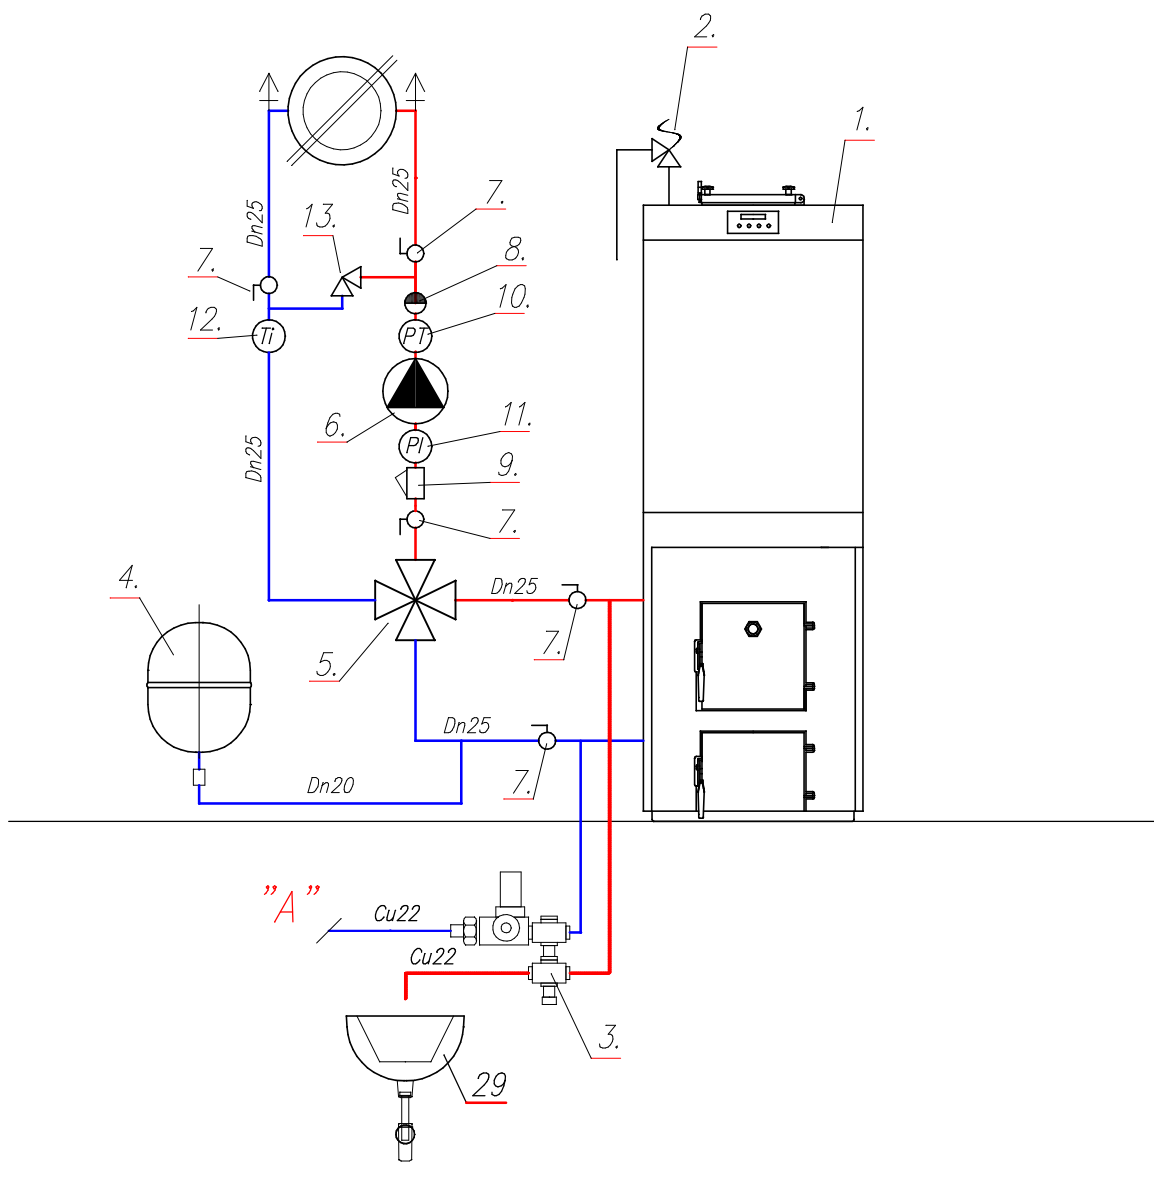 2.
1.
Dn25
Dn25
7.
13.
7.
8.
10.
12.
Ti
PT
6.
11.
PI
Dn25
9.
7.
4.
Dn25
7.
5.
Dn25
Dn20
7.
"A"
Cu22
Cu22
3.
29